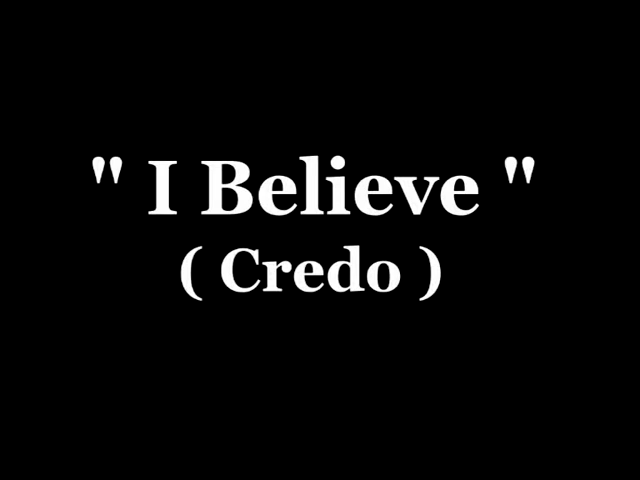 " I Believe "
( Credo )